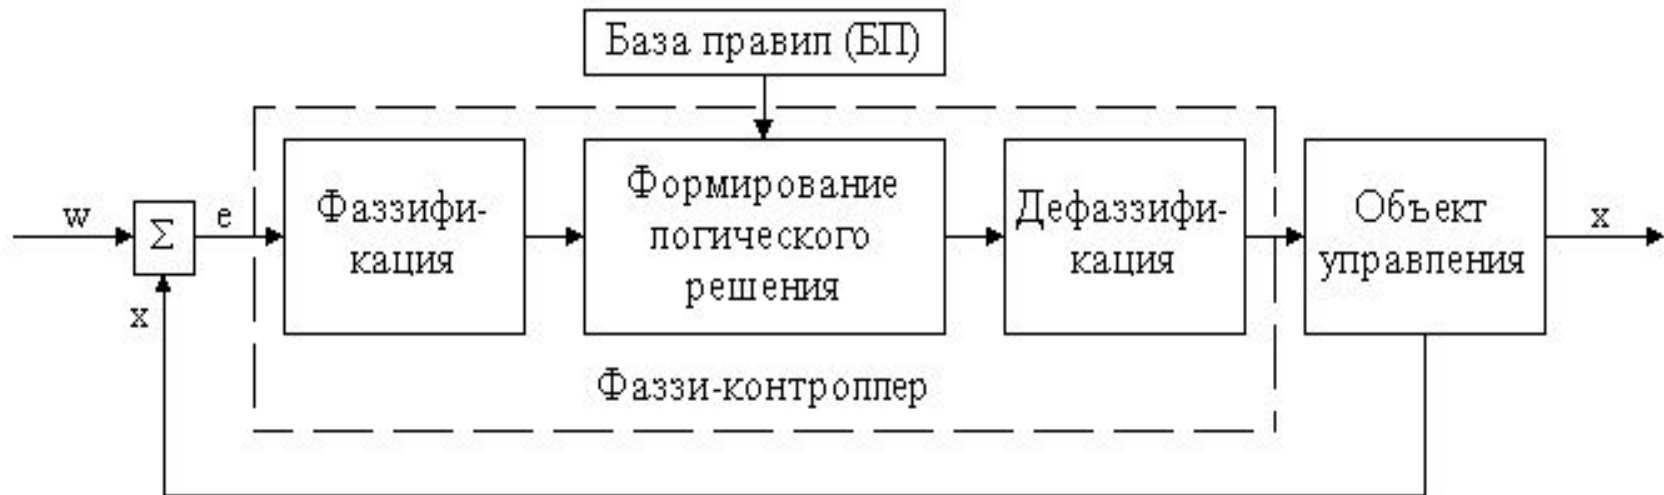 База правил (БП)
w
Σ
e
x
Фаззифи-
кация
Формирование
логического
решения
Дефаззифи-
кация
Объект
управления
x
Фаззи-контроллер